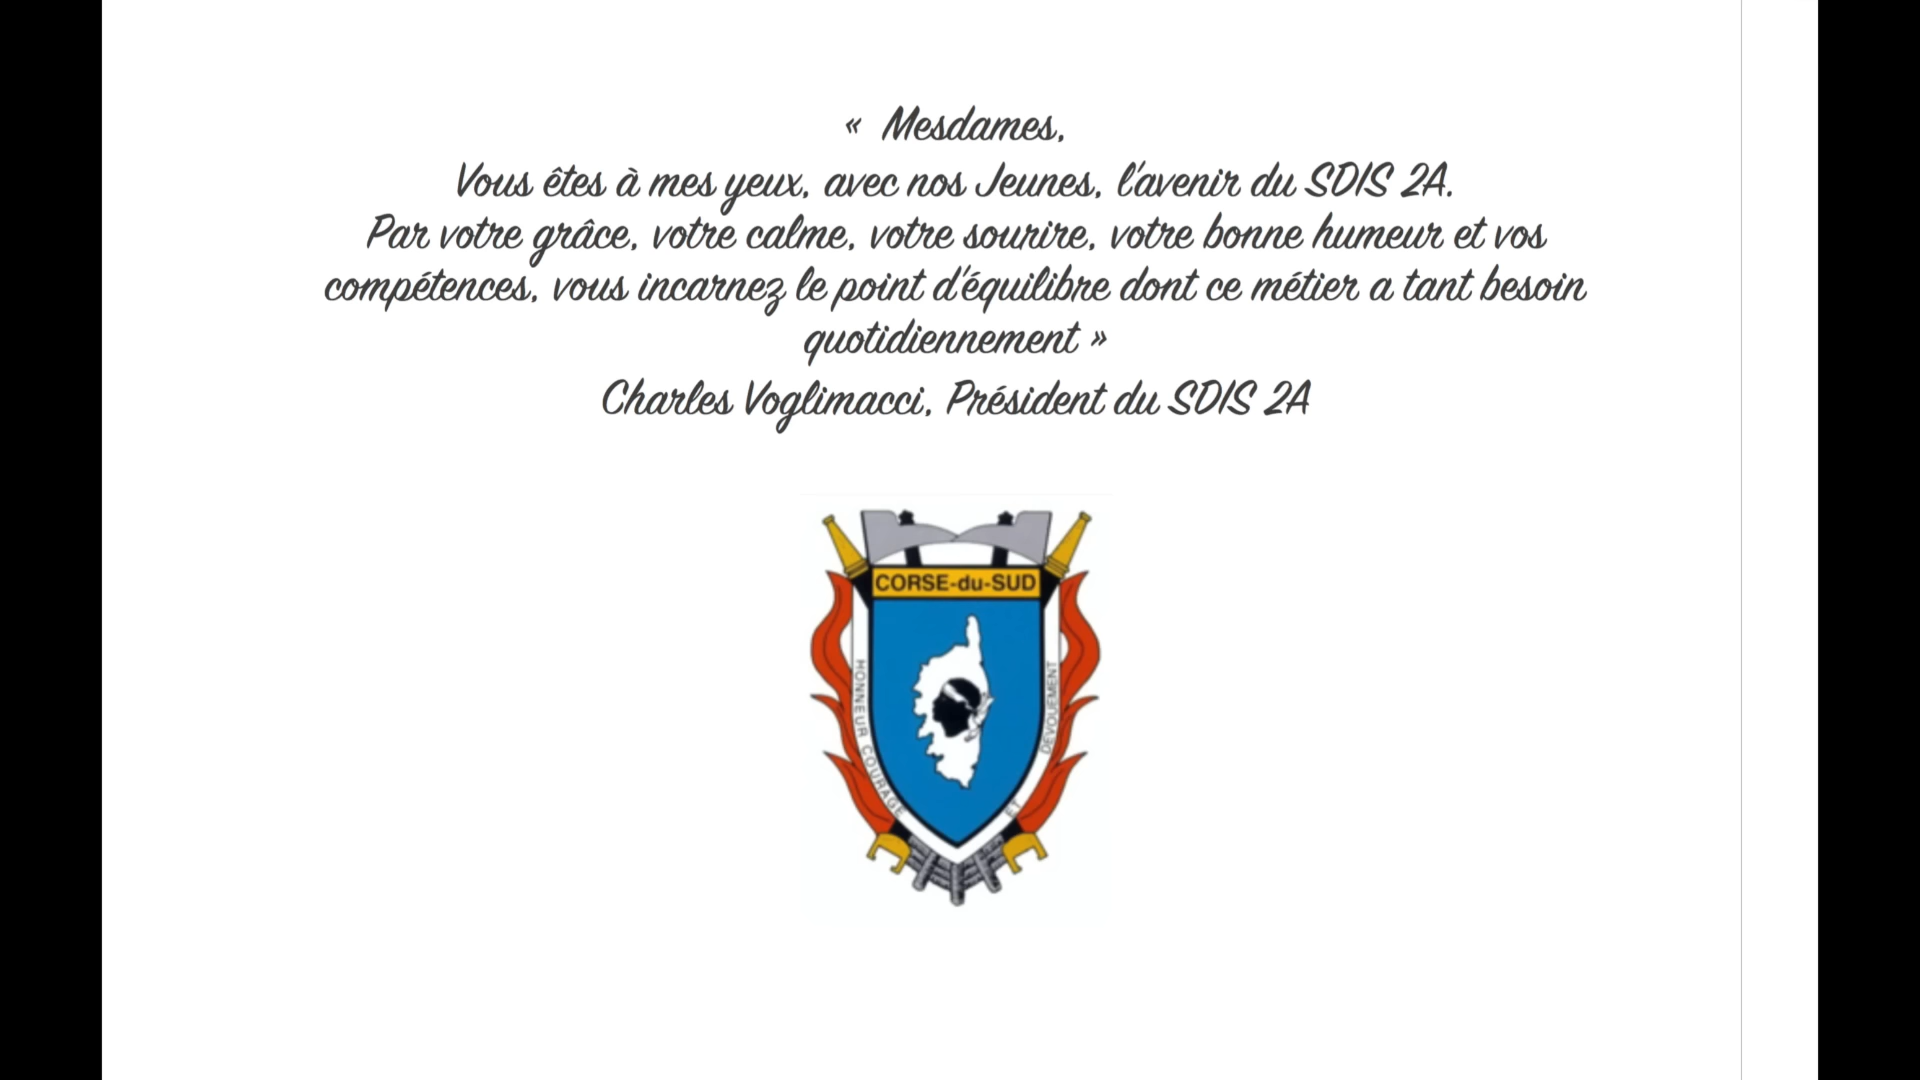 « Mesdames,
Vous êtes à mes yeux, avec nos Jeunes, l'avenir du SDIS 2A.
Par votre grâce, votre calme, votre sourire, votre bonne humeur et vos
compétences, vous incarnez le point d'équilibre dont ce métier a tant besoin
quotidiennement »
Charles Voglimacci, Président du SDIS 2A
CORSE-du-SUD
HONNEUR COURAGE
ET DEVOUEMENT